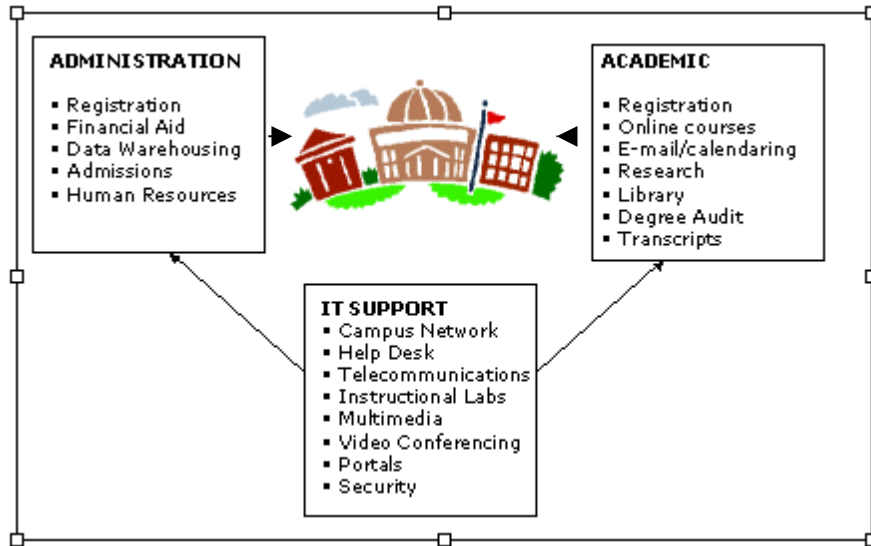 ADMINISTRATION
▪ Registration
▪ Financial Aid
▪ Data Warehousing
▪ Admissions
▪ Human Resources
ACADEMIC
▪ Registration
▪ Online courses
▪ E-mail/calendaring
▪ Research
▪ Library
▪ Degree Audit
▪ Transcripts
IT SUPPORT
▪ Campus Network
▪ Help Desk
▪ Telecommunications
▪ Instructional Labs
▪ Multimedia
▪ Video Conferencing
▪ Portals
▪ Security